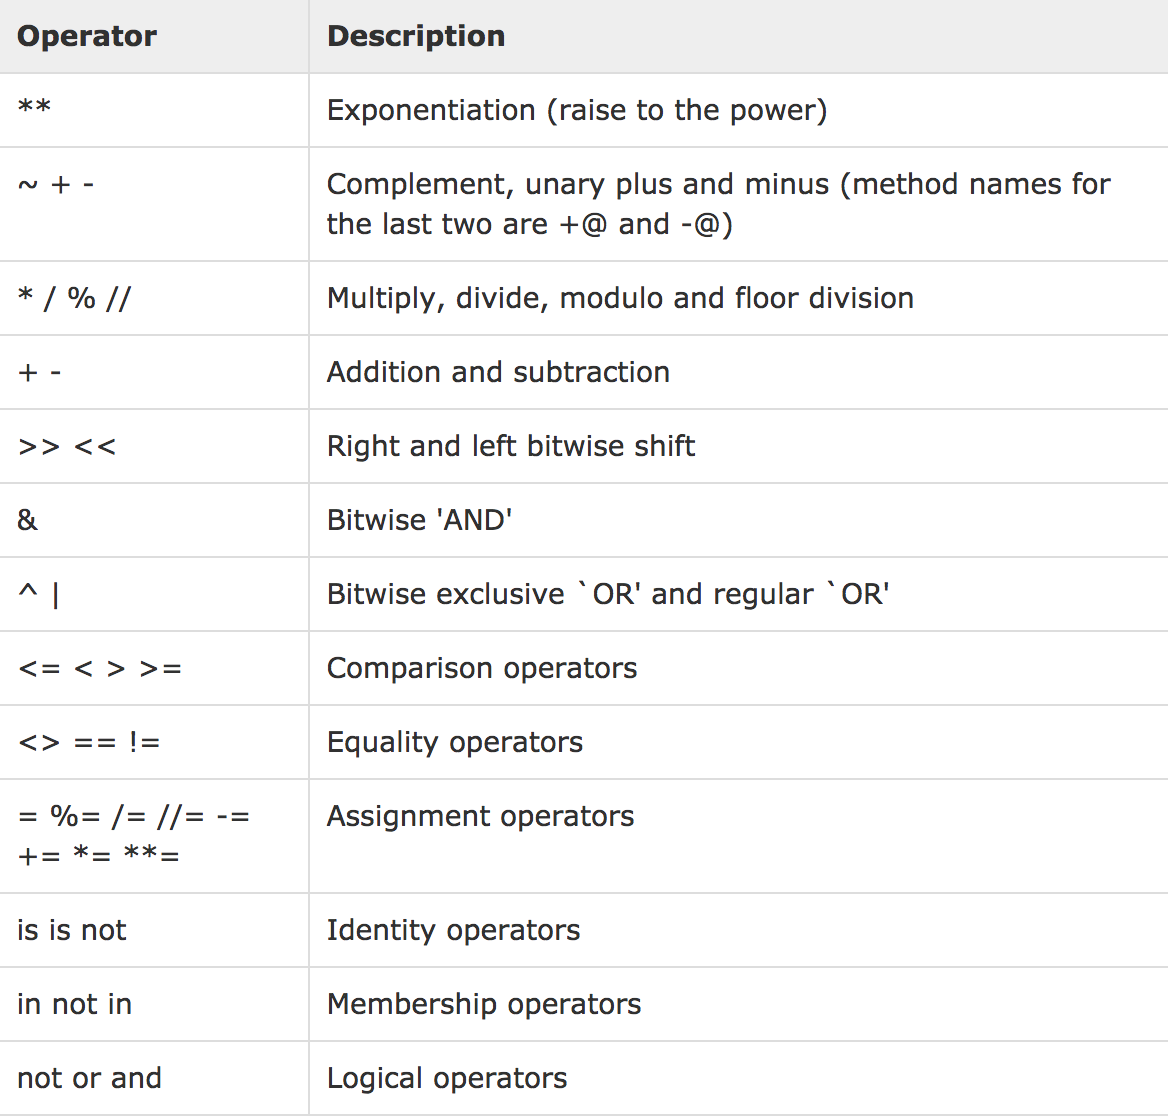 Operator Description
** Exponentiation (raise to the power)
~ + - Complement, unary plus and minus (method names for
the last two are +@ and -@)
* / % // Multiply, divide, modulo and floor division
+ - Addition and subtraction
>> << Right and left bitwise shift
& Bitwise 'AND'
^ | Bitwise exclusive `OR' and regular `OR'
<= < > >= Comparison operators
<> == != Equality operators
= %= /= //= -= Assignment operators
+= *= **=
is is not Identity operators
in not in Membership operators
not or and Logical operators